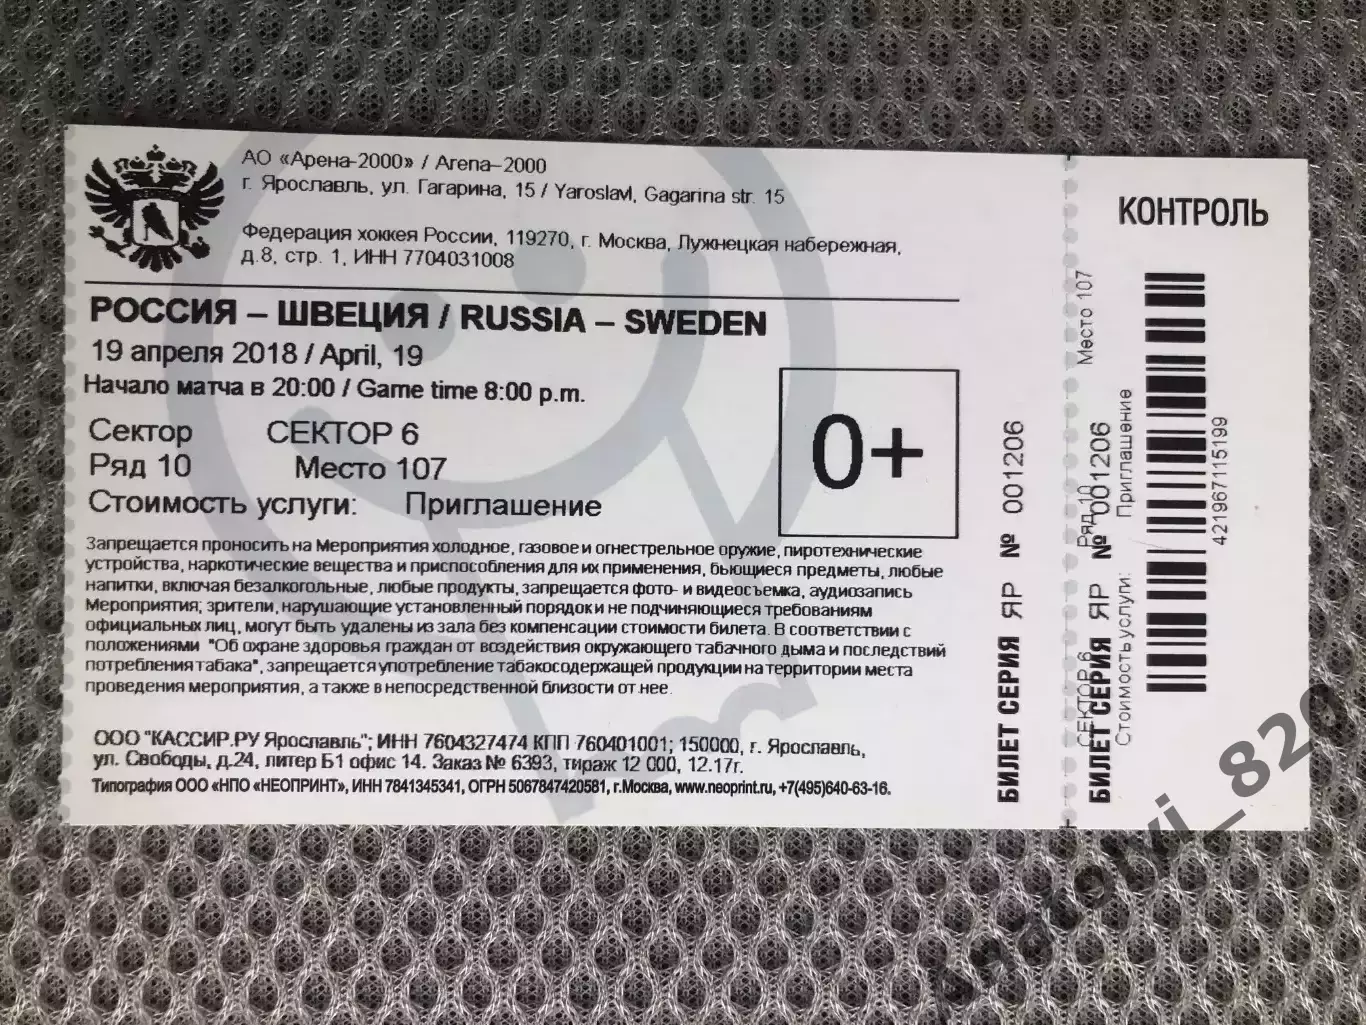 АО «Арена-2000» / Arena-2000
г. Ярославль, ул. Гагарина, 15 / Yaroslavl, Gagarina str. 15
Федерация хоккея России, 119270, г. Москва, Лужнецкая набережная,
д.8, стр. 1, ИНН 7704031008
РОССИЯ – ШВЕЦИЯ / RUSSIA – SWEDEN
19 апреля 2018 / April, 19
Начало матча в 20:00 / Game time 8:00 p.m.
Сектор СЕКТОР 6
Ряд 10 Место 107
Стоимость услуги: Приглашение
0+
Запрещается проносить на Мероприятия холодное, газовое и огнестрельное оружие, пиротехнические
устройства, наркотические вещества и приспособления для их применения, бьющиеся предметы, любые
напитки, включая безалкогольные, любые продукты, запрещается фото- и видеосъемка, аудиозапись
Мероприятия; зрители, нарушающие установленный порядок и не подчиняющиеся требованиям
официальных лиц, могут быть удалены из зала без компенсации стоимости билета. В соответствии с
положениями "Об охране здоровья граждан от воздействия окружающего табачного дыма и последствий
потребления табака", запрещается употребление табакосодержащей продукции на территории места
проведения мероприятия, а также в непосредственной близости от нее.
ООО "КАССИР.РУ Ярославль"; ИНН 7604327474 КПП 760401001; 150000, г. Ярославль,
ул. Свободы, д.24, литер Б1 офис 14. Заказ № 6393, тираж 12 000, 12.17г.
Типография ООО «НПО «НЕОПРИНТ», ИНН 7841345341, ОГРН 5067847420581, г.Москва, www.neoprint.ru, +7(495)640-63-16.
БИЛЕТ СЕРИЯ ЯР № 001206
СЕКТОР 6 Ряд 10 Место 107
БИЛЕТ СЕРИЯ ЯР № 001206
Стоимость услуги: Приглашение
КОНТРОЛЬ
421967115199
Anatolyi_820